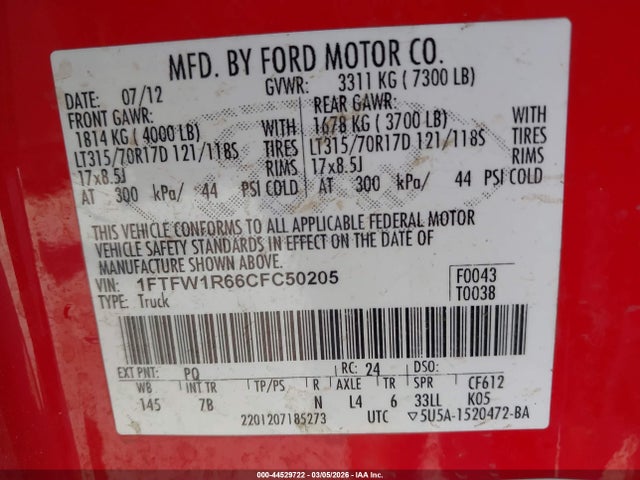 MFD. BY FORD MOTOR CO.
DATE: 07/12 GVWR: 3311 KG ( 7300 LB)
FRONT GAWR: REAR GAWR:
1814 KG ( 4000 LB) WITH 1678 KG ( 3700 LB) WITH
LT315/70R17D 121/118S TIRES LT315/70R17D 121/118S TIRES
17x8.5J RIMS 17x8.5J RIMS
AT 300 kPa/ 44 PSI COLD AT 300 kPa/ 44 PSI COLD
THIS VEHICLE CONFORMS TO ALL APPLICABLE FEDERAL MOTOR
VEHICLE SAFETY STANDARDS IN EFFECT ON THE DATE OF
MANUFACTURE SHOWN ABOVE.
VIN: 1FTFW1R66CFC50205 F0043
TYPE: Truck T0038
EXT PNT: PQ RC: 24 DSO:
WB INT TR TP/PS R AXLE TR SPR CF612
145 7B N L4 6 33LL K05
2201207185273 UTC ▽5U5A-1520472-BA
000-44529722 - 03/05/2026 - IAA, Inc.